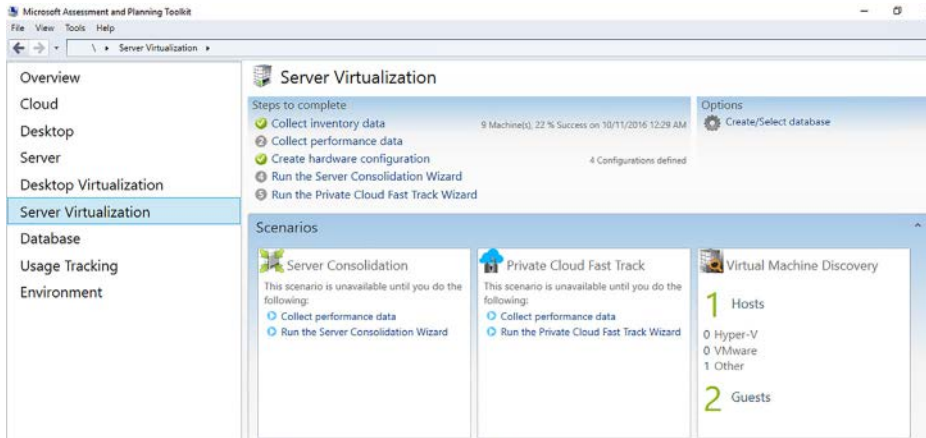 Microsoft Assessment and Planning Toolkit
File View Tools Help
\ ▸ Server Virtualization ▸
Overview
Cloud
Desktop
Server
Desktop Virtualization
Server Virtualization
Database
Usage Tracking
Environment
Server Virtualization
Steps to complete
Collect inventory data 9 Machine(s), 22 % Success on 10/11/2016 12:29 AM
2 Collect performance data
Create hardware configuration 4 Configurations defined
4 Run the Server Consolidation Wizard
5 Run the Private Cloud Fast Track Wizard
Options
Create/Select database
Scenarios
Server Consolidation
This scenario is unavailable until you do the
following:
Collect performance data
Run the Server Consolidation Wizard
Private Cloud Fast Track
This scenario is unavailable until you do the
following:
Collect performance data
Run the Private Cloud Fast Track Wizard
Virtual Machine Discovery
1 Hosts
0 Hyper-V
0 VMware
1 Other
2 Guests